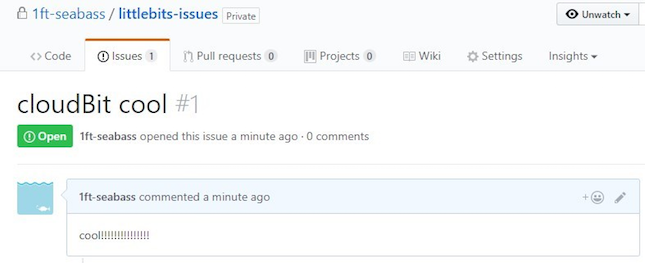 1ft-seabass / littlebits-issues Private Unwatch
Code Issues 1 Pull requests 0 Projects 0 Wiki Settings Insights
cloudBit cool #1
Open 1ft-seabass opened this issue a minute ago · 0 comments
1ft-seabass commented a minute ago +
cool!!!!!!!!!!!!!!!